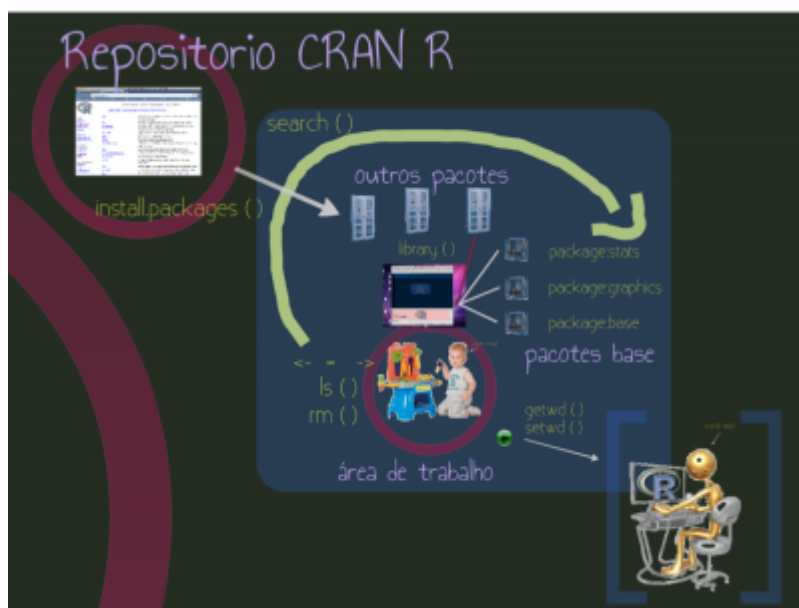 Repositorio CRAN R
search ( )
outros pacotes
install.packages ( )
library ( )
package:stats
package:graphics
package:base
pacotes base
<- = ->
ls ( )
rm ( )
getwd ( )
setwd ( )
área de trabalho
R